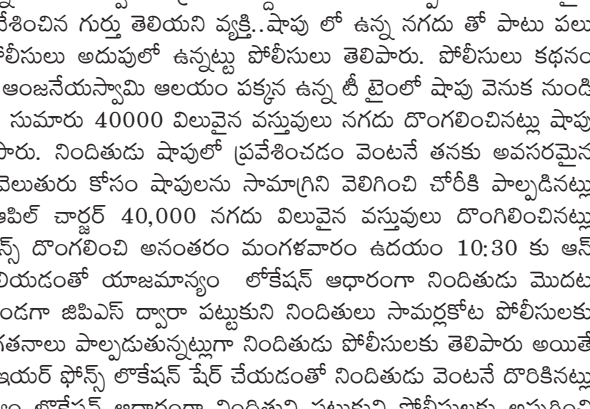 వేశించిన గుర్తు తెలియని వ్యక్తి..షాపు లో ఉన్న నగదు తో పాటు పలు
పోలీసులు అదుపులో ఉన్నట్టు పోలీసులు తెలిపారు. పోలీసులు కథనం
ఆంజనేయస్వామి ఆలయం పక్కన ఉన్న టీ టైంలో షాపు వెనుక నుండి
సుమారు 40000 విలువైన వస్తువులు నగదు దొంగలించినట్లు షాపు
పారు. నిందితుడు షాపులో ప్రవేశించడం వెంటనే తనకు అవసరమైన
వెలుతురు కోసం షాపులను సామాగ్రిని వెలిగించి చోరీకి పాల్పడినట్లు
ఆపిల్ చార్జర్ 40,000 నగదు విలువైన వస్తువులు దొంగిలించినట్లు
న్స్ దొంగలించి అనంతరం మంగళవారం ఉదయం 10:30 కు ఆన్
లియడంతో యాజమాన్యం లోకేషన్ ఆధారంగా నిందితుడు మొదట
ండగా జిపిఎస్ ద్వారా పట్టుకుని నిందితులు సామర్లకోట పోలీసులకు
గతనాలు పాల్పడుతున్నట్లుగా నిందితుడు పోలీసులకు తెలిపారు అయితే
ఇయర్ ఫోన్స్ లొకేషన్ షేర్ చేయడంతో నిందితుడు వెంటనే దొరికినట్లు